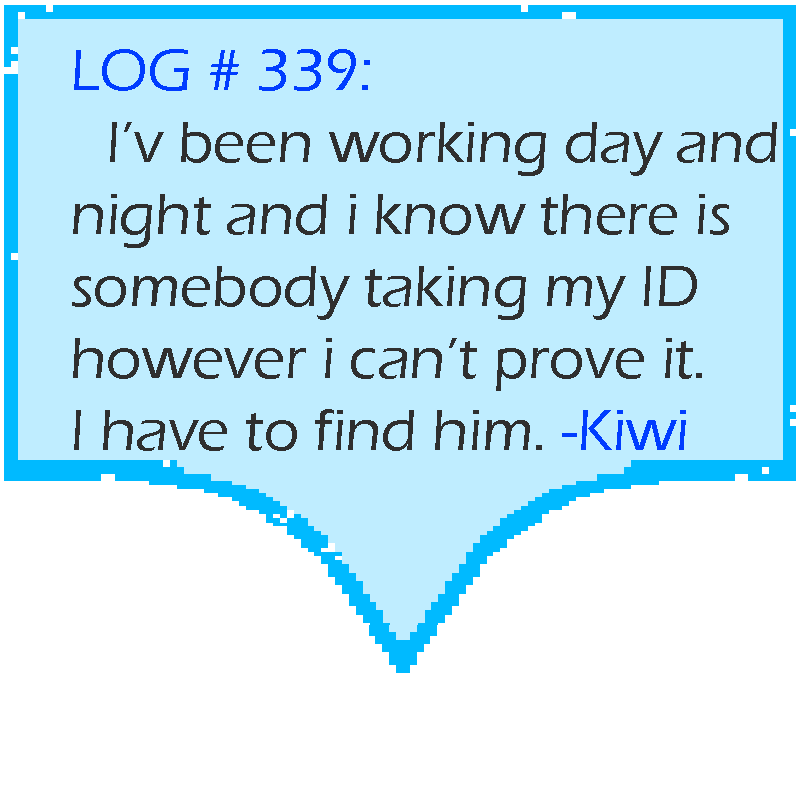 LOG # 339:
I'v been working day and
night and i know there is
somebody taking my ID
however i can't prove it.
I have to find him. -Kiwi